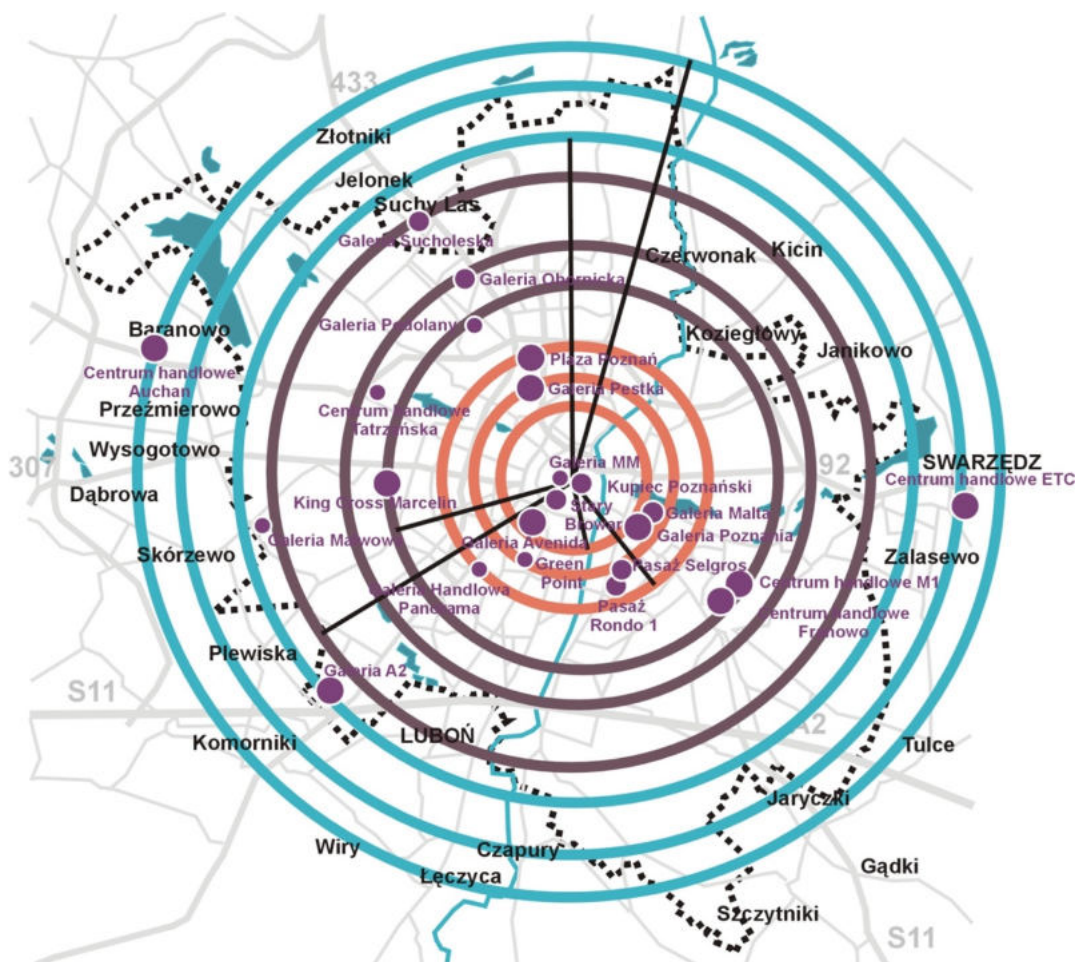 433
Złotniki
Jelonek
Suchy Las
Galeria Sucholeska
Kicin
Czerwonak
Galeria Obornicka
Galeria Podolany
Koziegłowy
Baranowo
Janikowo
Plaza Poznań
Centrum handlowe
Auchan
Galeria Pestka
Przeźmierowo
Centrum handlowe
Tatrzańska
Wysogotowo
307
92
SWARZĘDZ
Galeria MM
Centrum handlowe ETC
Dąbrowa
King Cross Marcelin
Kupiec Poznański
Stary
Browar
Galeria Malta
Galeria Malwowa
Galeria Avenida
Galeria Poznania
Skórzewo
Zalasewo
Green
Point
Pasaż Selgros
Galeria Handlowa
Panorama
Centrum handlowe M1
Pasaż
Rondo 1
Centrum handlowe
Franowo
Plewiska
Galeria A2
S11
A2
LUBOŃ
Komorniki
Tulce
Jaryczki
Wiry
Czapury
Łęczyca
Gądki
Szczytniki
S11